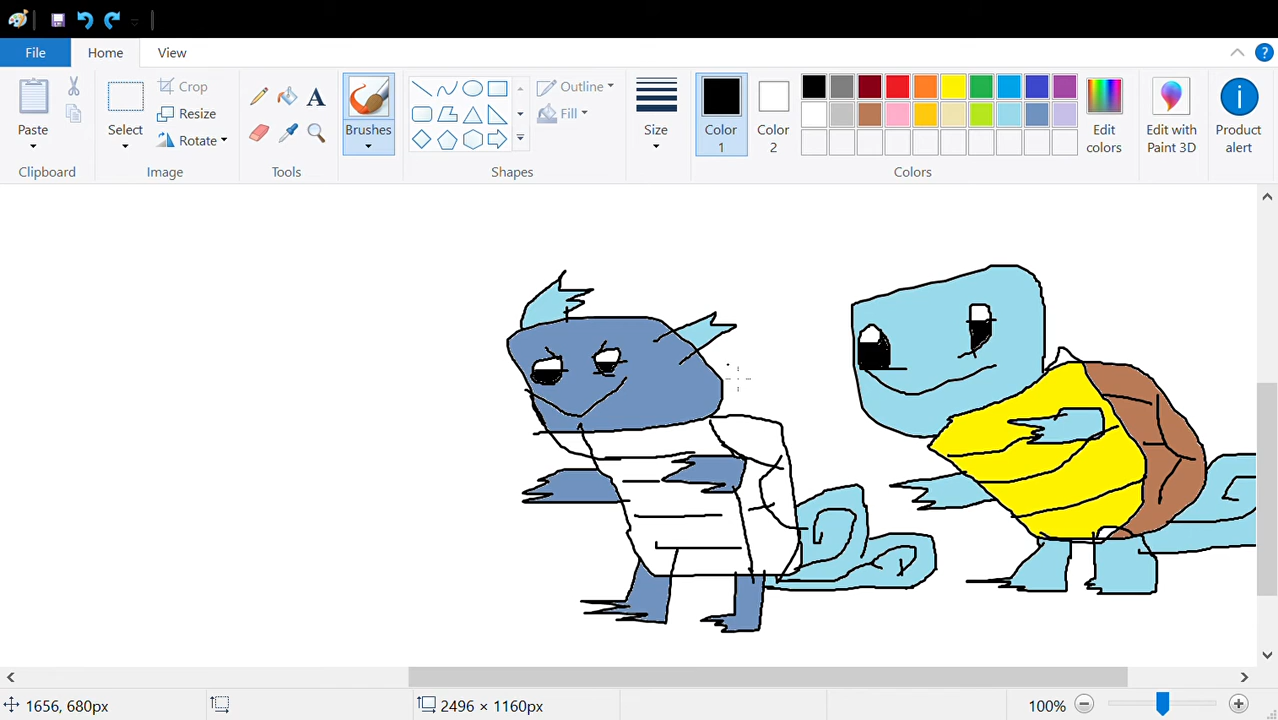 File Home View
Paste
Select
Crop
Resize
Rotate
A
Brushes
Outline
Fill
Size
Color
1
Color
2
Edit
colors
Edit with
Paint 3D
Product
alert
Clipboard Image Tools Shapes Colors
1656, 680px 2496 × 1160px 100%